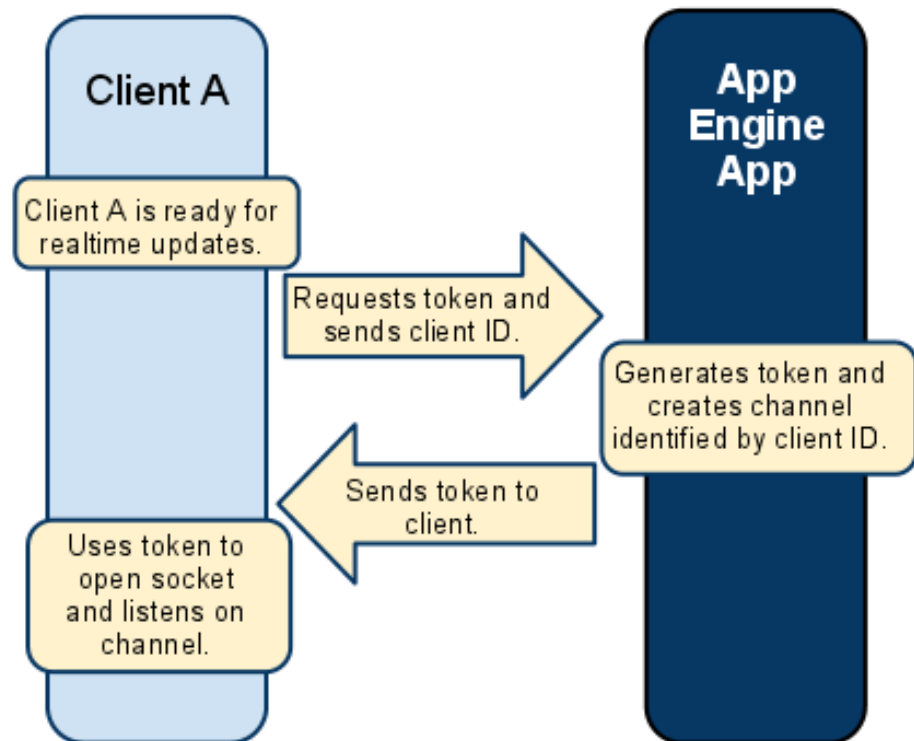 Client A
App
Engine
App
Client A is ready for
realtime updates.
Requests token and
sends client ID.
Generates token and
creates channel
identified by client ID.
Sends token to
client.
Uses token to
open socket
and listens on
channel.